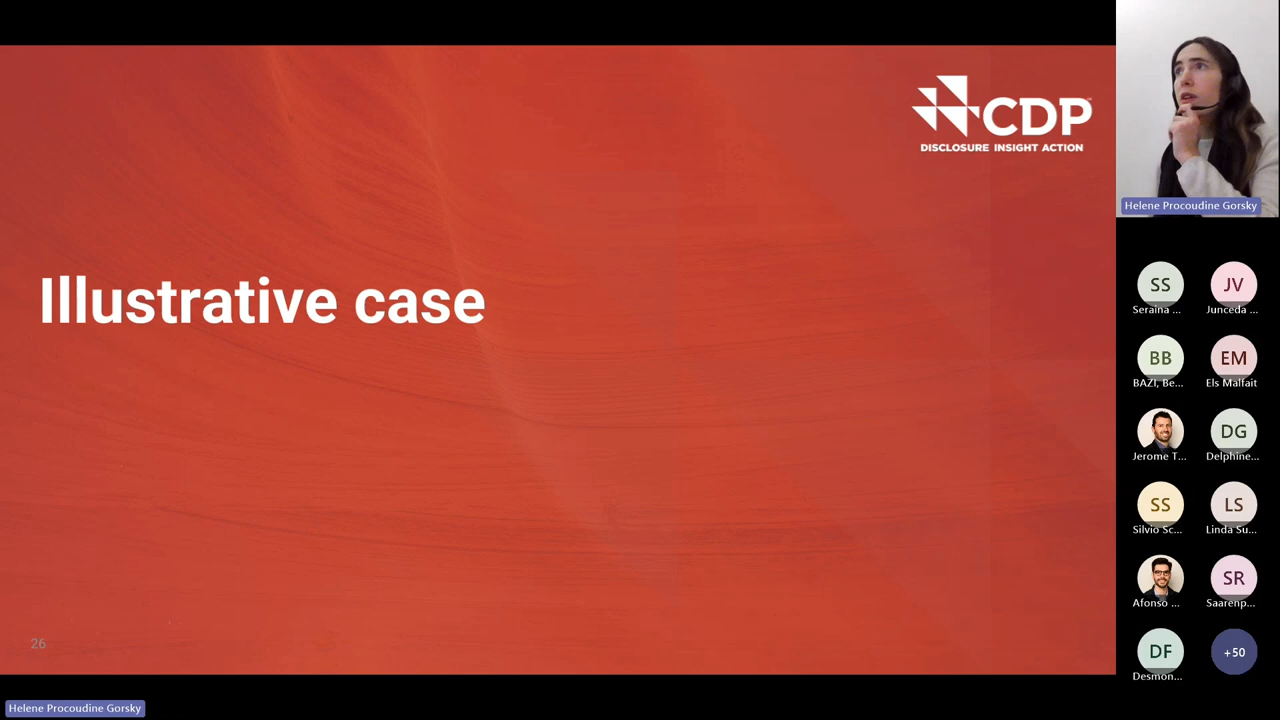 CDP
DISCLOSURE INSIGHT ACTION
Illustrative case
26
Helene Procoudine Gorsky
Helene Procoudine Gorsky
SS
JV
Seraina ...
Junceda ...
BB
EM
BAZI, Be...
Els Malfait
DG
Jerome T...
Delphine...
SS
LS
Silvio Sc...
Linda Su...
SR
Afonso ...
Saarenp...
DF
+50
Desmon...